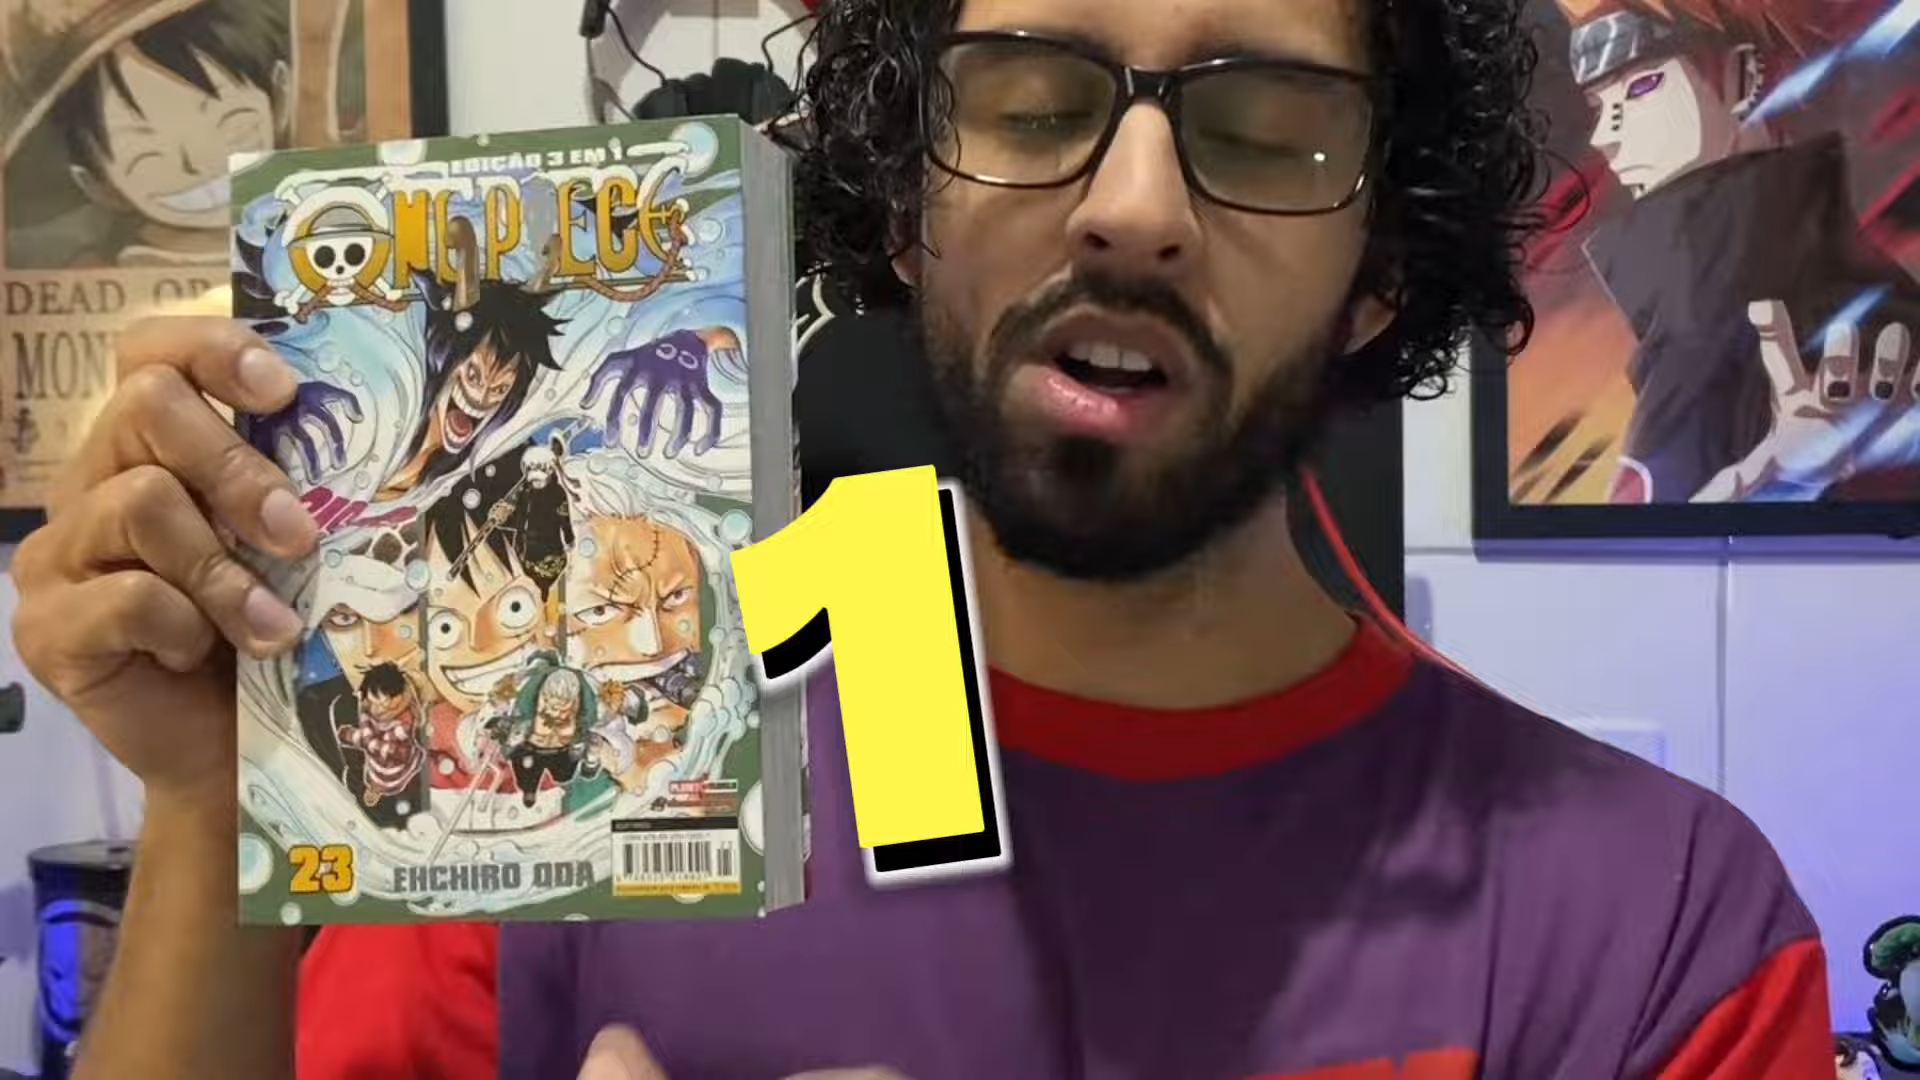 EDIÇÃO 3 EM 1
ONE PIECE
DEAD OR
MON
1
23
EIICHIRO ODA